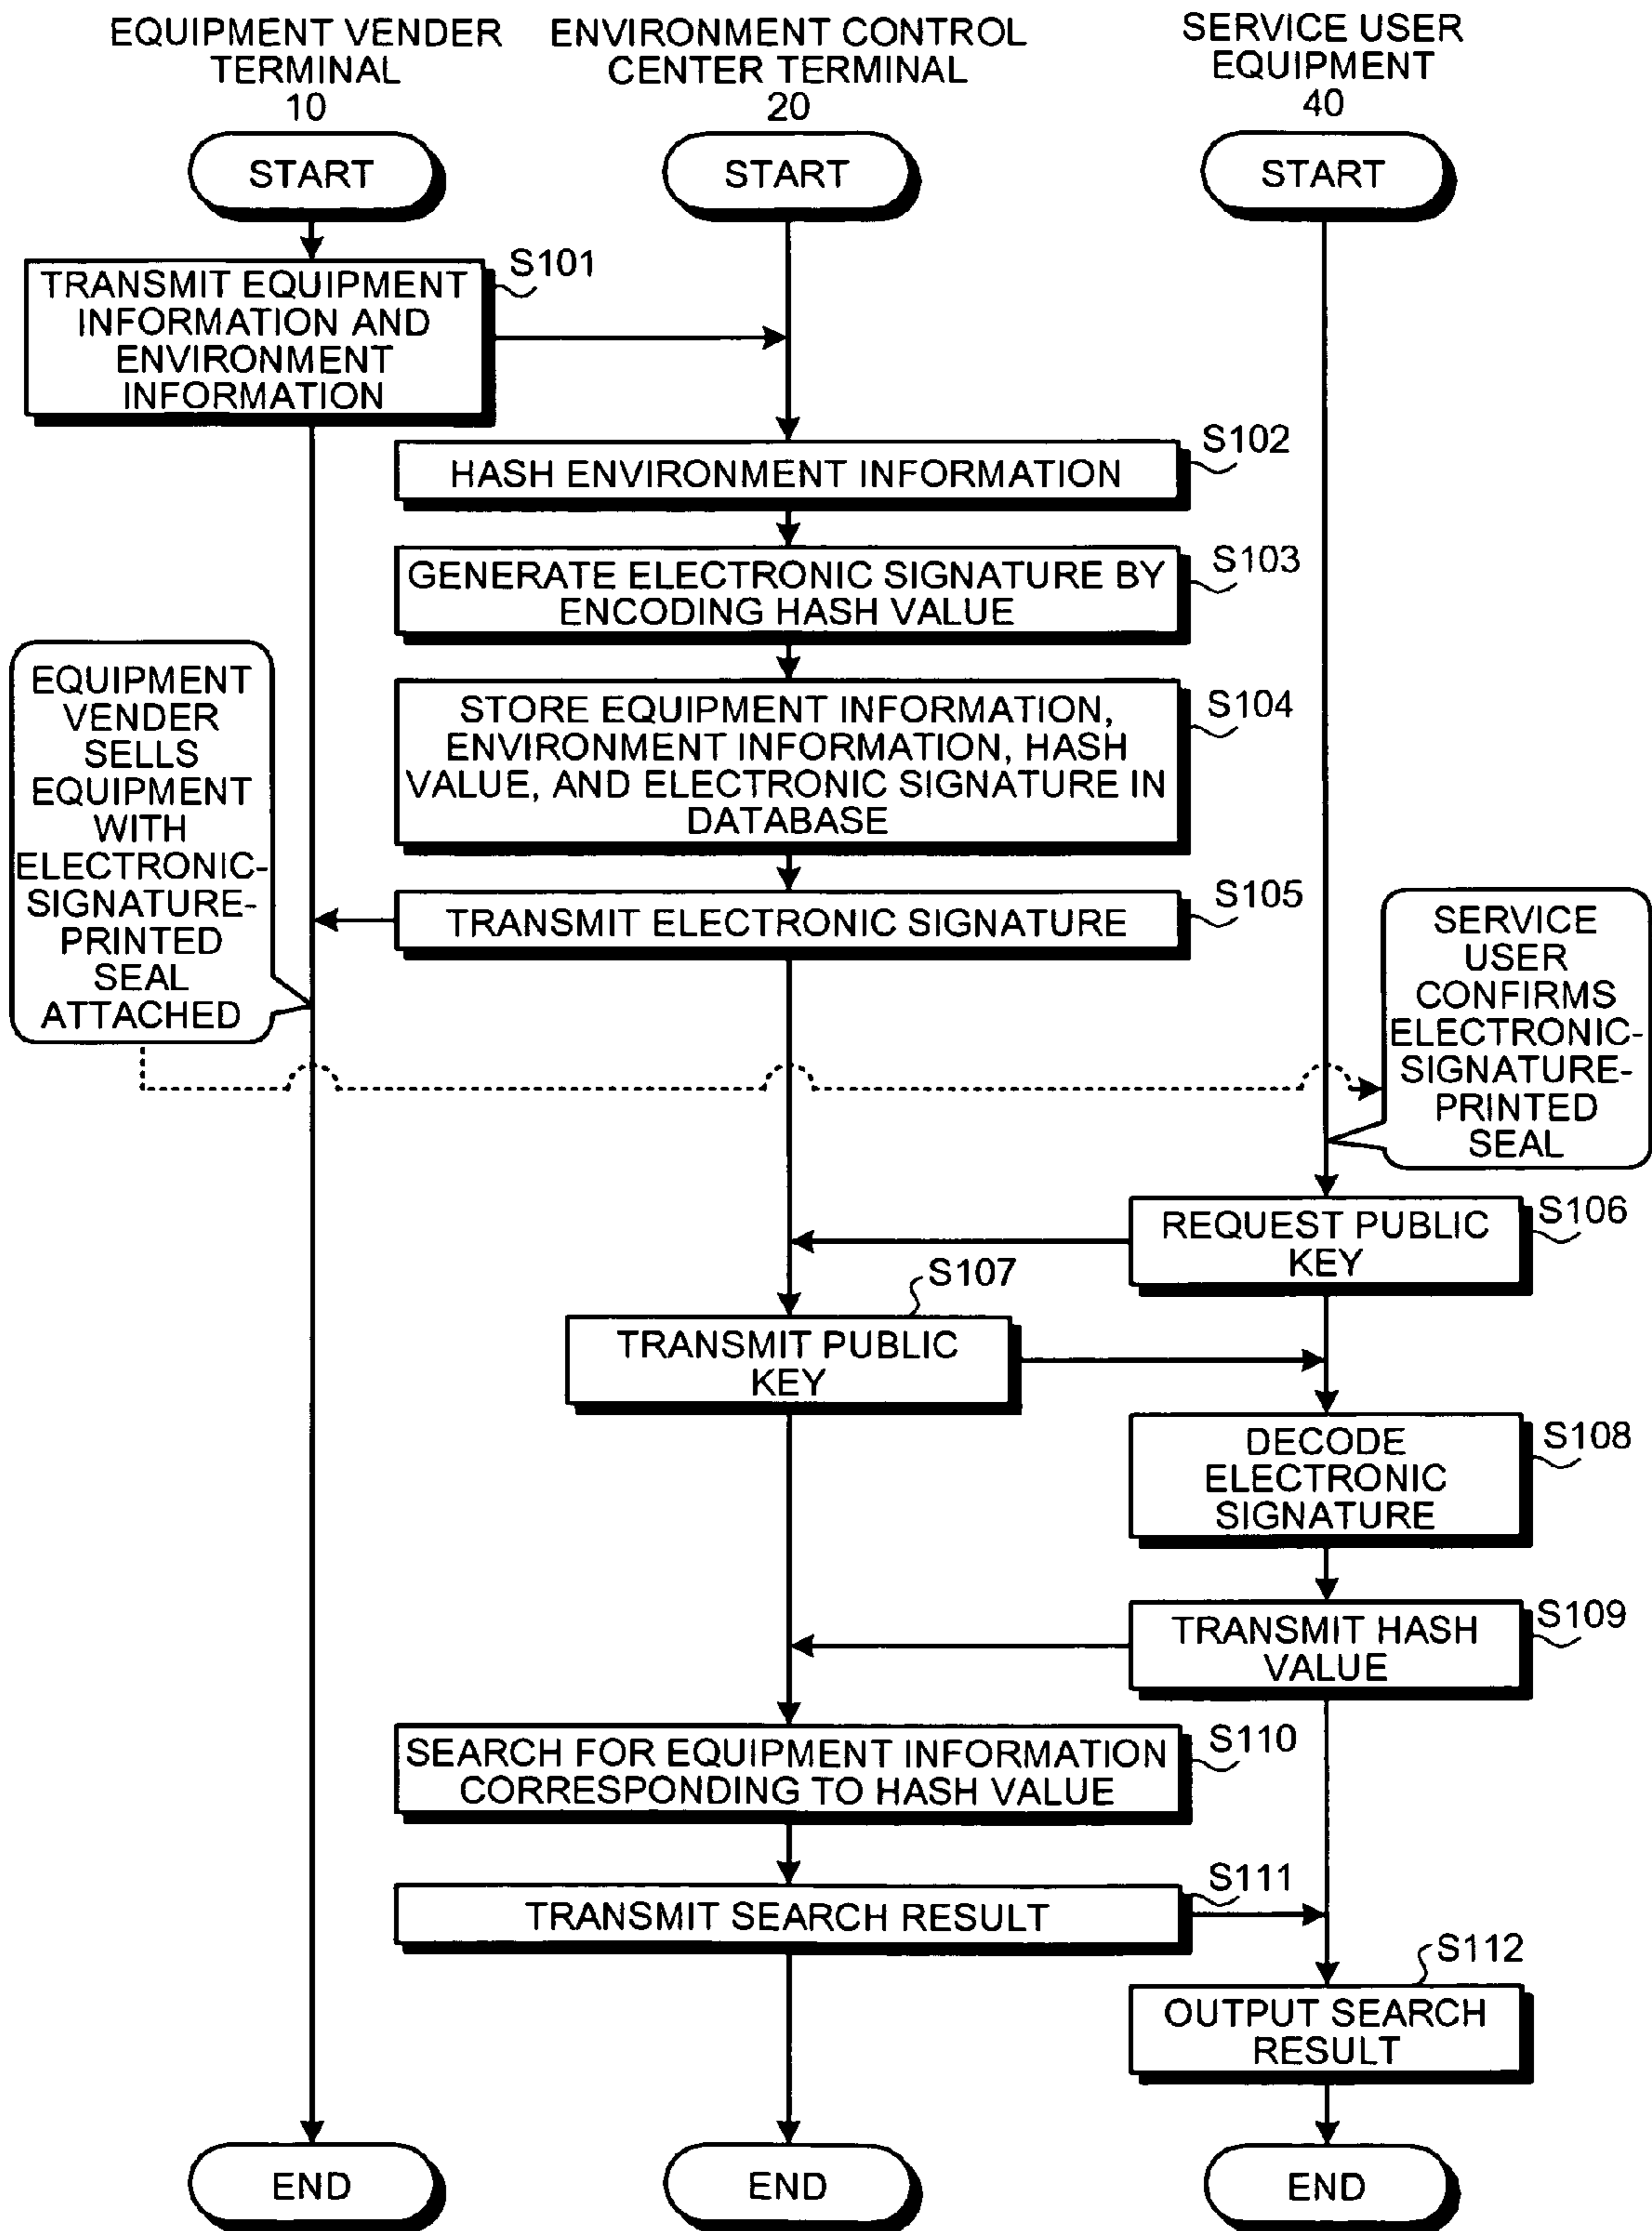 EQUIPMENT VENDER
TERMINAL
10
ENVIRONMENT CONTROL
CENTER TERMINAL
20
SERVICE USER
EQUIPMENT
40
START
START
START
TRANSMIT EQUIPMENT
INFORMATION AND
ENVIRONMENT
INFORMATION
S101
HASH ENVIRONMENT INFORMATION
S102
GENERATE ELECTRONIC SIGNATURE BY
ENCODING HASH VALUE
S103
EQUIPMENT
VENDER
SELLS
EQUIPMENT
WITH
ELECTRONIC-
SIGNATURE-
PRINTED
SEAL
ATTACHED
STORE EQUIPMENT INFORMATION,
ENVIRONMENT INFORMATION, HASH
VALUE, AND ELECTRONIC SIGNATURE IN
DATABASE
S104
TRANSMIT ELECTRONIC SIGNATURE
S105
SERVICE
USER
CONFIRMS
ELECTRONIC-
SIGNATURE-
PRINTED
SEAL
REQUEST PUBLIC
KEY
S106
TRANSMIT PUBLIC
KEY
S107
DECODE
ELECTRONIC
SIGNATURE
S108
TRANSMIT HASH
VALUE
S109
SEARCH FOR EQUIPMENT INFORMATION
CORRESPONDING TO HASH VALUE
S110
TRANSMIT SEARCH RESULT
S111
OUTPUT SEARCH
RESULT
S112
END
END
END